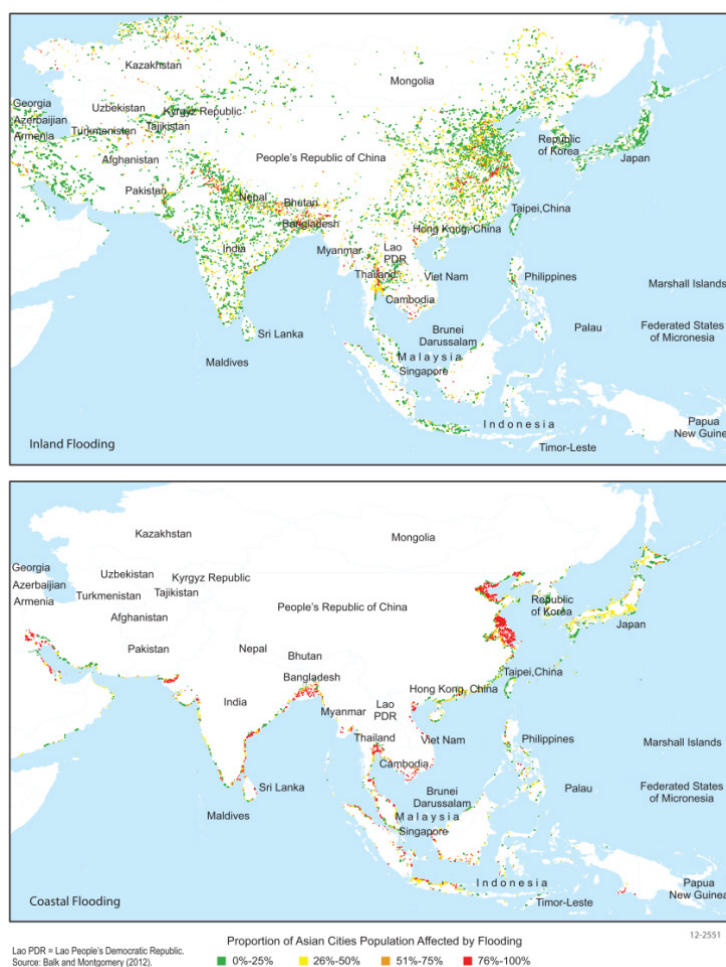 Kazakhstan
Mongolia
Georgia
Uzbekistan
Kyrgyz Republic
Azerbaijian
Armenia
Turkmenistan
Tajikistan
Republic
of Korea
Japan
Afghanistan
People's Republic of China
Pakistan
Nepal
Bhutan
Taipei,China
Bangladesh
Hong Kong, China
India
Myanmar
Lao
PDR
Thailand
Viet Nam
Philippines
Marshall Islands
Cambodia
Sri Lanka
Brunei
Darussalam
Palau
Federated States
of Micronesia
Maldives
Malaysia
Singapore
Indonesia
Papua
New Guinea
Inland Flooding
Timor-Leste
Kazakhstan
Mongolia
Georgia
Uzbekistan
Kyrgyz Republic
Azerbaijian
Armenia
Turkmenistan
Tajikistan
People's Republic of China
Republic
of Korea
Japan
Afghanistan
Pakistan
Nepal
Bhutan
Taipei,China
Bangladesh
Hong Kong, China
India
Myanmar
Lao
PDR
Thailand
Viet Nam
Philippines
Marshall Islands
Cambodia
Sri Lanka
Brunei
Darussalam
Palau
Federated States
of Micronesia
Maldives
Malaysia
Singapore
Indonesia
Papua
New Guinea
Coastal Flooding
Timor-Leste
12-2551
Lao PDR = Lao People's Democratic Republic.
Source: Balk and Montgomery (2012).
Proportion of Asian Cities Population Affected by Flooding
0%-25% 26%-50% 51%-75% 76%-100%